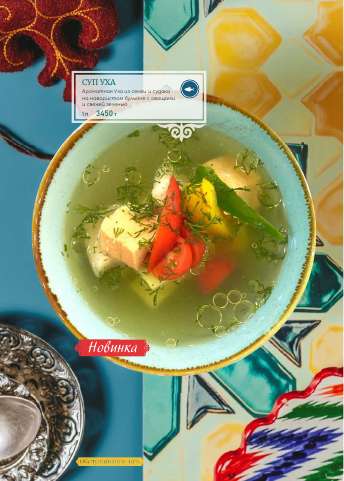 СУП УХА
Ароматная Уха из семги и судака
на наваристом бульоне с овощами
и свежей зеленью
1п 3450 т
Новинка